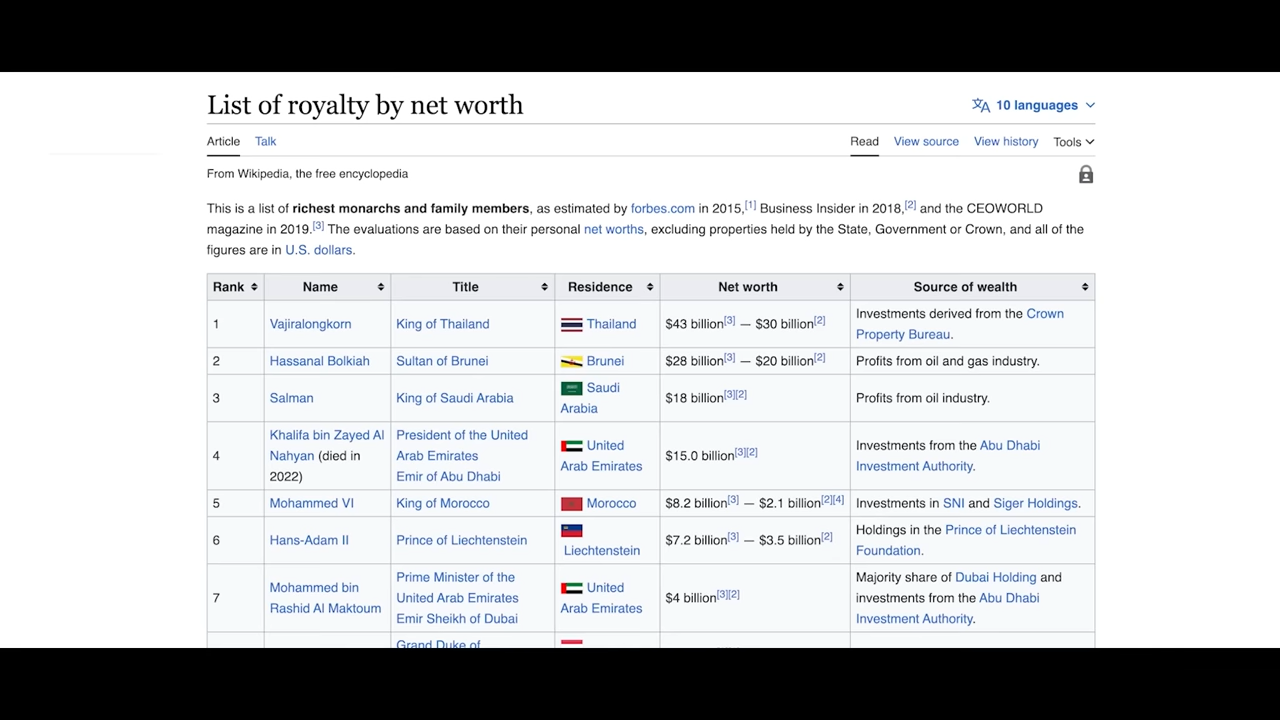 List of royalty by net worth
10 languages
Article Talk Read View source View history Tools
From Wikipedia, the free encyclopedia
This is a list of richest monarchs and family members, as estimated by forbes.com in 2015,[1] Business Insider in 2018,[2] and the CEOWORLD
magazine in 2019.[3] The evaluations are based on their personal net worths, excluding properties held by the State, Government or Crown, and all of the
figures are in U.S. dollars.
Rank Name Title Residence Net worth Source of wealth
1 Vajiralongkorn King of Thailand Thailand $43 billion[3] — $30 billion[2] Investments derived from the Crown
Property Bureau.
2 Hassanal Bolkiah Sultan of Brunei Brunei $28 billion[3] — $20 billion[2] Profits from oil and gas industry.
3 Salman King of Saudi Arabia Saudi
Arabia $18 billion[3][2] Profits from oil industry.
4 Khalifa bin Zayed Al
Nahyan (died in
2022) President of the United
Arab Emirates
Emir of Abu Dhabi United
Arab Emirates $15.0 billion[3][2] Investments from the Abu Dhabi
Investment Authority.
5 Mohammed VI King of Morocco Morocco $8.2 billion[3] — $2.1 billion[2][4] Investments in SNI and Siger Holdings.
6 Hans-Adam II Prince of Liechtenstein Liechtenstein $7.2 billion[3] — $3.5 billion[2] Holdings in the Prince of Liechtenstein
Foundation.
7 Mohammed bin
Rashid Al Maktoum Prime Minister of the
United Arab Emirates
Emir Sheikh of Dubai United
Arab Emirates $4 billion[3][2] Majority share of Dubai Holding and
investments from the Abu Dhabi
Investment Authority.
Grand Duke of